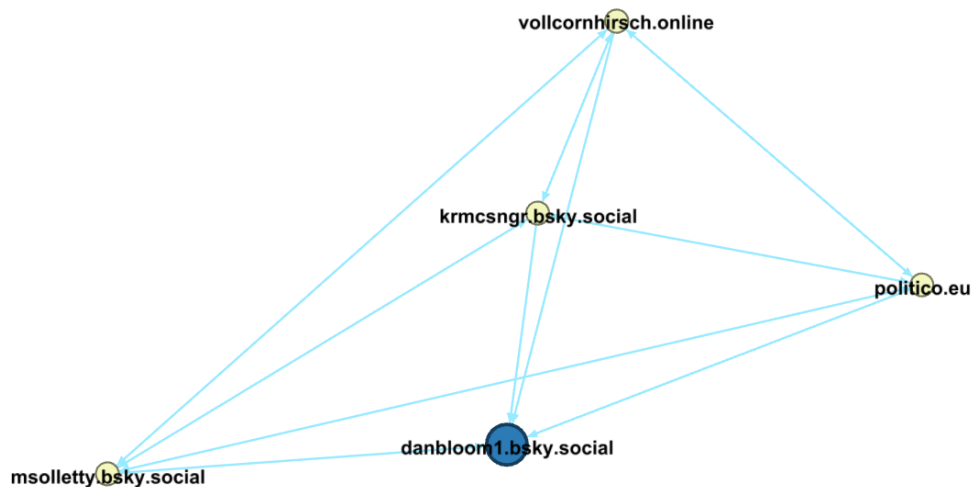 vollcornhirsch.online
krmcsngr.bsky.social
politico.eu
danbloom1.bsky.social
msolletty.bsky.social